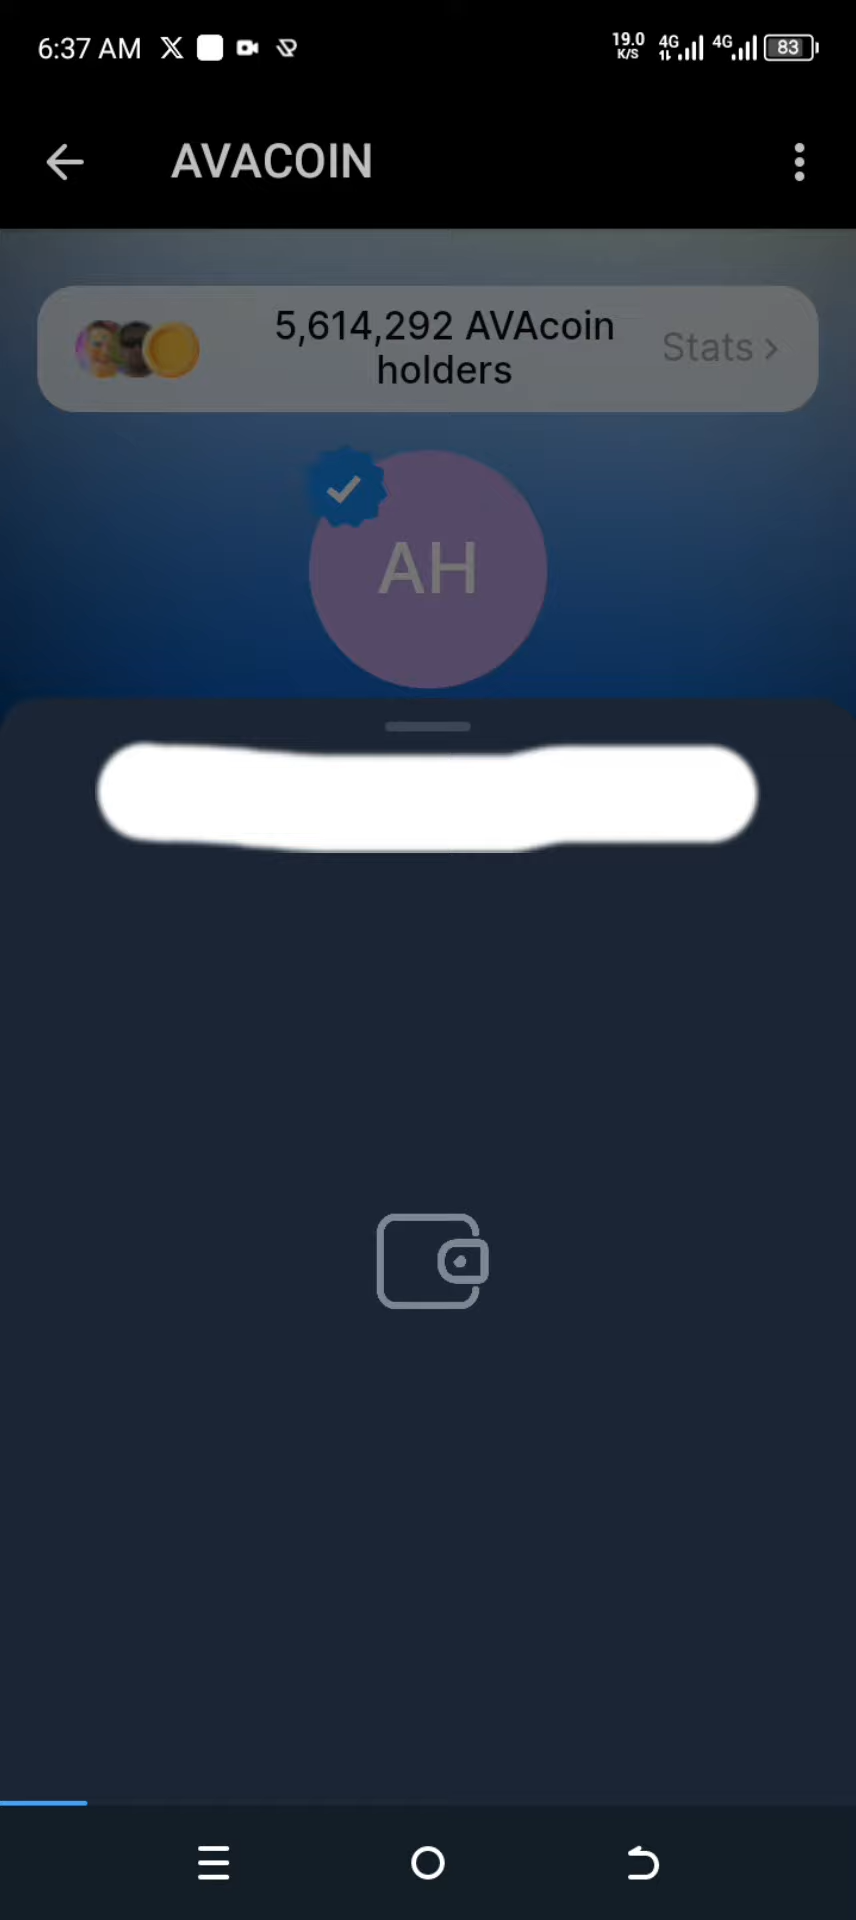 6:37 AM
19.0
K/S
4G
4G
83
AVACOIN
5,614,292 AVAcoin
holders
Stats >
AH